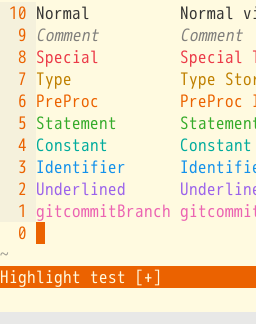 10 Normal Normal vi
9 Comment Comment
8 Special Special T
7 Type Type Stor
6 PreProc PreProc I
5 Statement Statement
4 Constant Constant
3 Identifier Identifie
2 Underlined Underline
1 gitcommitBranch gitcommit
0
~
Highlight test [+]